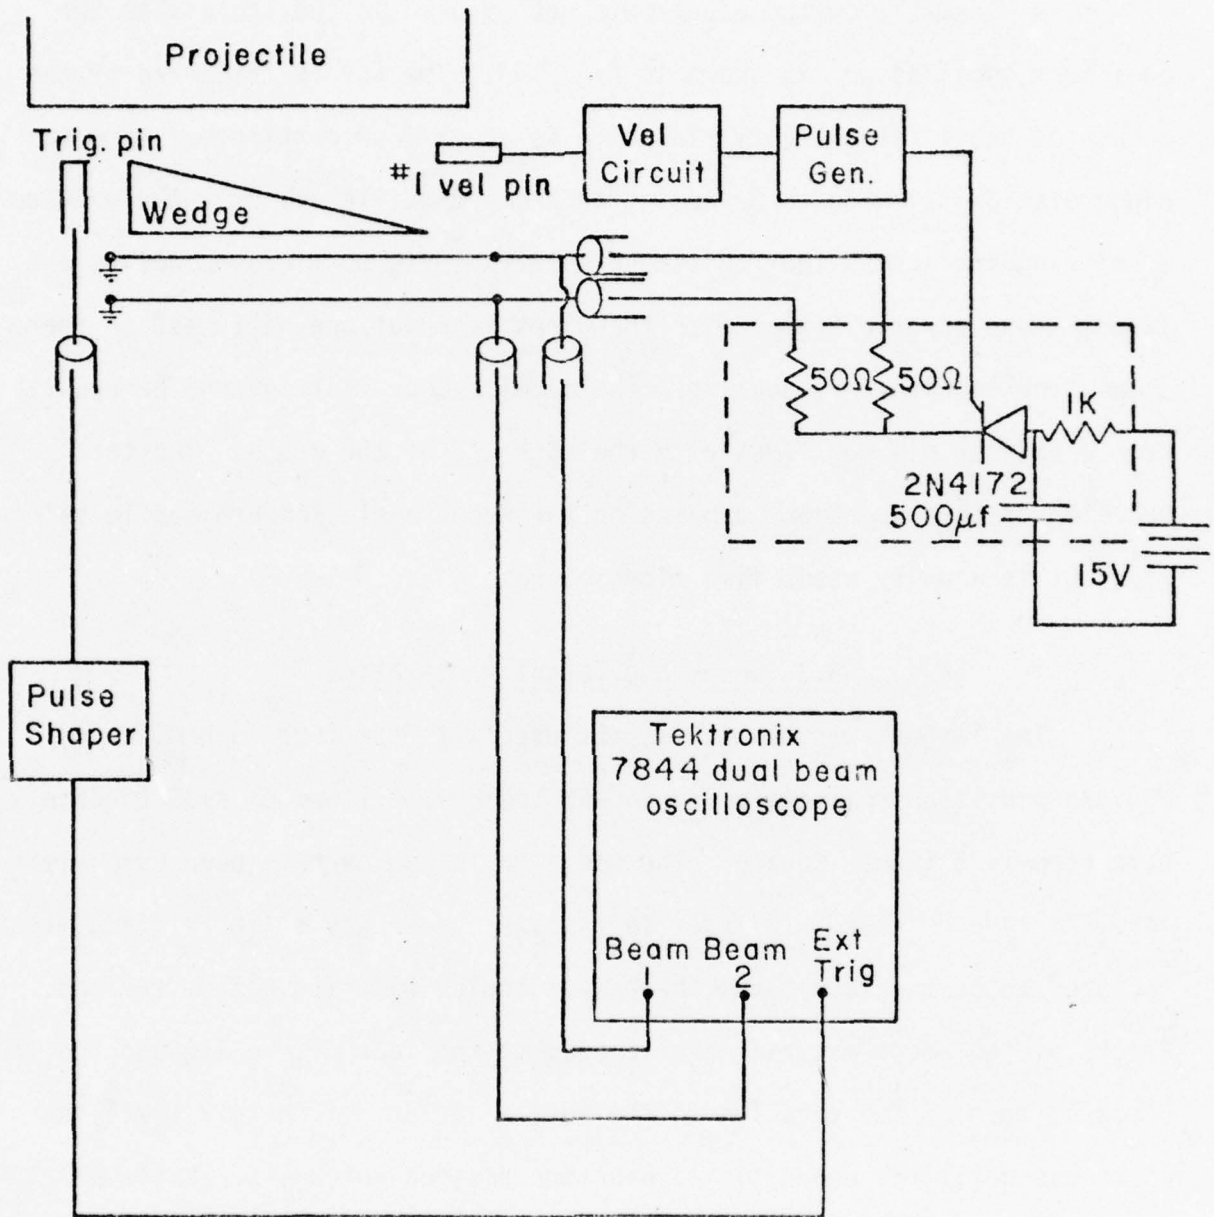 Projectile
Trig. pin
#1 vel pin
Vel
Circuit
Pulse
Gen.
Wedge
50Ω 50Ω
1K
2N4172
500µf
15V
Pulse
Shaper
Tektronix
7844 dual beam
oscilloscope
Beam Beam Ext
1 2 Trig